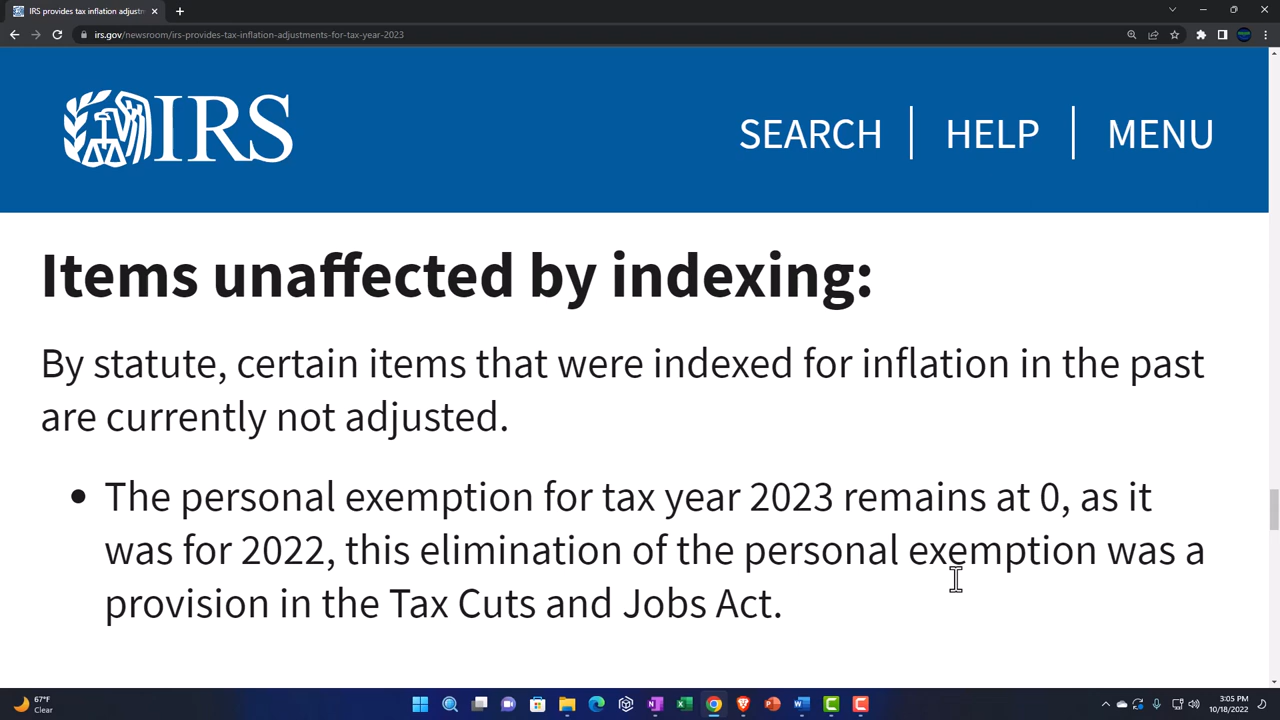 IRS provides tax inflation adjustm
irs.gov/newsroom/irs-provides-tax-inflation-adjustments-for-tax-year-2023
IRS
SEARCH HELP MENU
Items unaffected by indexing:
By statute, certain items that were indexed for inflation in the past
are currently not adjusted.
The personal exemption for tax year 2023 remains at 0, as it
was for 2022, this elimination of the personal exemption was a
provision in the Tax Cuts and Jobs Act.
67°F
Clear
3:05 PM
10/18/2022